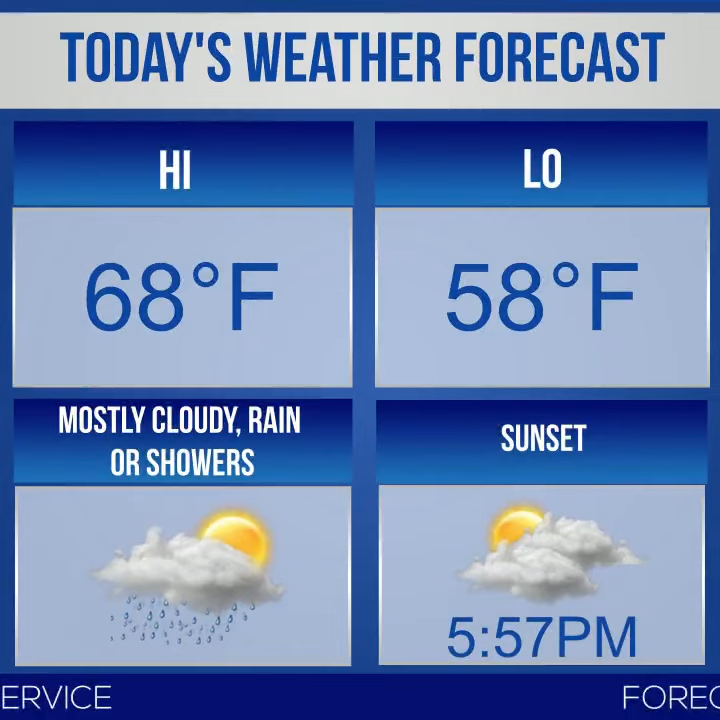 TODAY'S WEATHER FORECAST
HI
LO
68°F
58°F
MOSTLY CLOUDY, RAIN
OR SHOWERS
SUNSET
5:57PM
ERVICE
FOREC